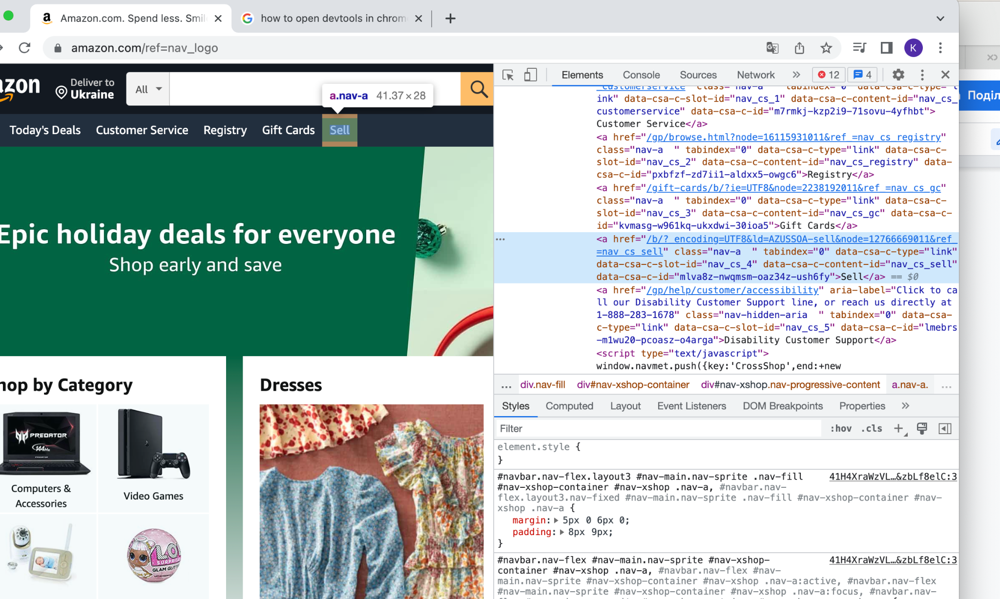 Amazon.com. Spend less. Smil
how to open devtools in chrom
amazon.com/ref=nav_logo
K
azon
Deliver to
Ukraine
All
a.nav-a 41.37 × 28
Today's Deals Customer Service Registry Gift Cards Sell
Epic holiday deals for everyone
Shop early and save
hop by Category
PREDATOR
144Hz
PREDATOR
Computers &
Accessories
Video Games
SURPRISE
GLAM GLIT
Dresses
Elements Console Sources Network 12 4
_customerservice" class="nav-a " tabindex="0" data-csa-c-type="l
ink" data-csa-c-slot-id="nav_cs_1" data-csa-c-content-id="nav_cs_
customerservice" data-csa-c-id="m7rmkj-kzp2i9-71sovu-4yfhbt">
Customer Service</a>
<a href="/gp/browse.html?node=16115931011&ref_=nav_cs_registry"
class="nav-a " tabindex="0" data-csa-c-type="link" data-csa-c-
slot-id="nav_cs_2" data-csa-c-content-id="nav_cs_registry" data-
csa-c-id="pxbfzf-zd7ii1-aldxx5-owgc6">Registry</a>
<a href="/gift-cards/b/?ie=UTF8&node=2238192011&ref_=nav_cs_gc"
class="nav-a " tabindex="0" data-csa-c-type="link" data-csa-c-
slot-id="nav_cs_3" data-csa-c-content-id="nav_cs_gc" data-csa-c-
id="kvmasg-w961kq-ukxdwi-30ioa5">Gift Cards</a>
<a href="/b/?_encoding=UTF8&ld=AZUSSOA-sell&node=12766669011&ref_
=nav_cs_sell" class="nav-a " tabindex="0" data-csa-c-type="link"
data-csa-c-slot-id="nav_cs_4" data-csa-c-content-id="nav_cs_sell"
data-csa-c-id="mlva8z-nwqmsm-oaz34z-ush6fy">Sell</a> == $0
<a href="/gp/help/customer/accessibility" aria-label="Click to ca
ll our Disability Customer Support line, or reach us directly at
1-888-283-1678" class="nav-hidden-aria " tabindex="0" data-csa-
c-type="link" data-csa-c-slot-id="nav_cs_5" data-csa-c-id="lmebrs
-m1wu20-pcoasz-o4arga">Disability Customer Support</a>
<script type="text/javascript">
window.navmet.push({key:'CrossShop',end:+new
... div.nav-fill div#nav-xshop-container div#nav-xshop.nav-progressive-content a.nav-a. ...
Styles Computed Layout Event Listeners DOM Breakpoints Properties
Filter :hov .cls
element.style {
}
#navbar.nav-flex.layout3 #nav-main.nav-sprite .nav-fill 41H4XraWzVL…&zbLf8elC:3
#nav-xshop-container #nav-xshop .nav-a, #navbar.nav-
flex.layout3.nav-fixed #nav-main.nav-sprite .nav-fill #nav-xshop-container #nav-
xshop .nav-a {
margin: 5px 0 6px 0;
padding: 8px 9px;
}
#navbar.nav-flex #nav-main.nav-sprite #nav-xshop- 41H4XraWzVL…&zbLf8elC:3
container #nav-xshop .nav-a, #navbar.nav-flex #nav-
main.nav-sprite #nav-xshop-container #nav-xshop .nav-a:active, #navbar.nav-flex
#nav-main.nav-sprite #nav-xshop-container #nav-xshop .nav-a:focus, #navbar.nav-
Поділ